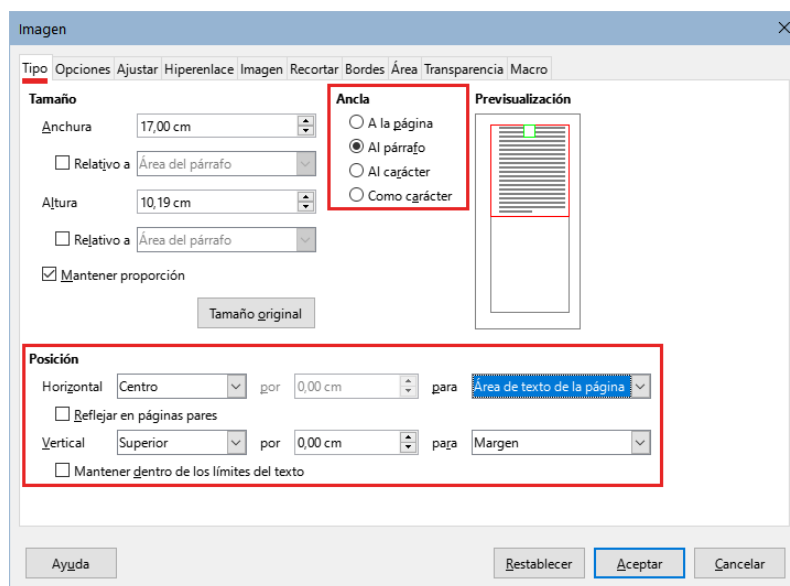 Imagen
Tipo Opciones Ajustar Hiperenlace Imagen Recortar Bordes Área Transparencia Macro
Tamaño
Anchura 17,00 cm
Relativo a Área del párrafo
Altura 10,19 cm
Relativo a Área del párrafo
Mantener proporción
Tamaño original
Ancla
A la página
Al párrafo
Al carácter
Como carácter
Previsualización
Posición
Horizontal Centro por 0,00 cm para Área de texto de la página
Reflejar en páginas pares
Vertical Superior por 0,00 cm para Margen
Mantener dentro de los límites del texto
Ayuda Restablecer Aceptar Cancelar